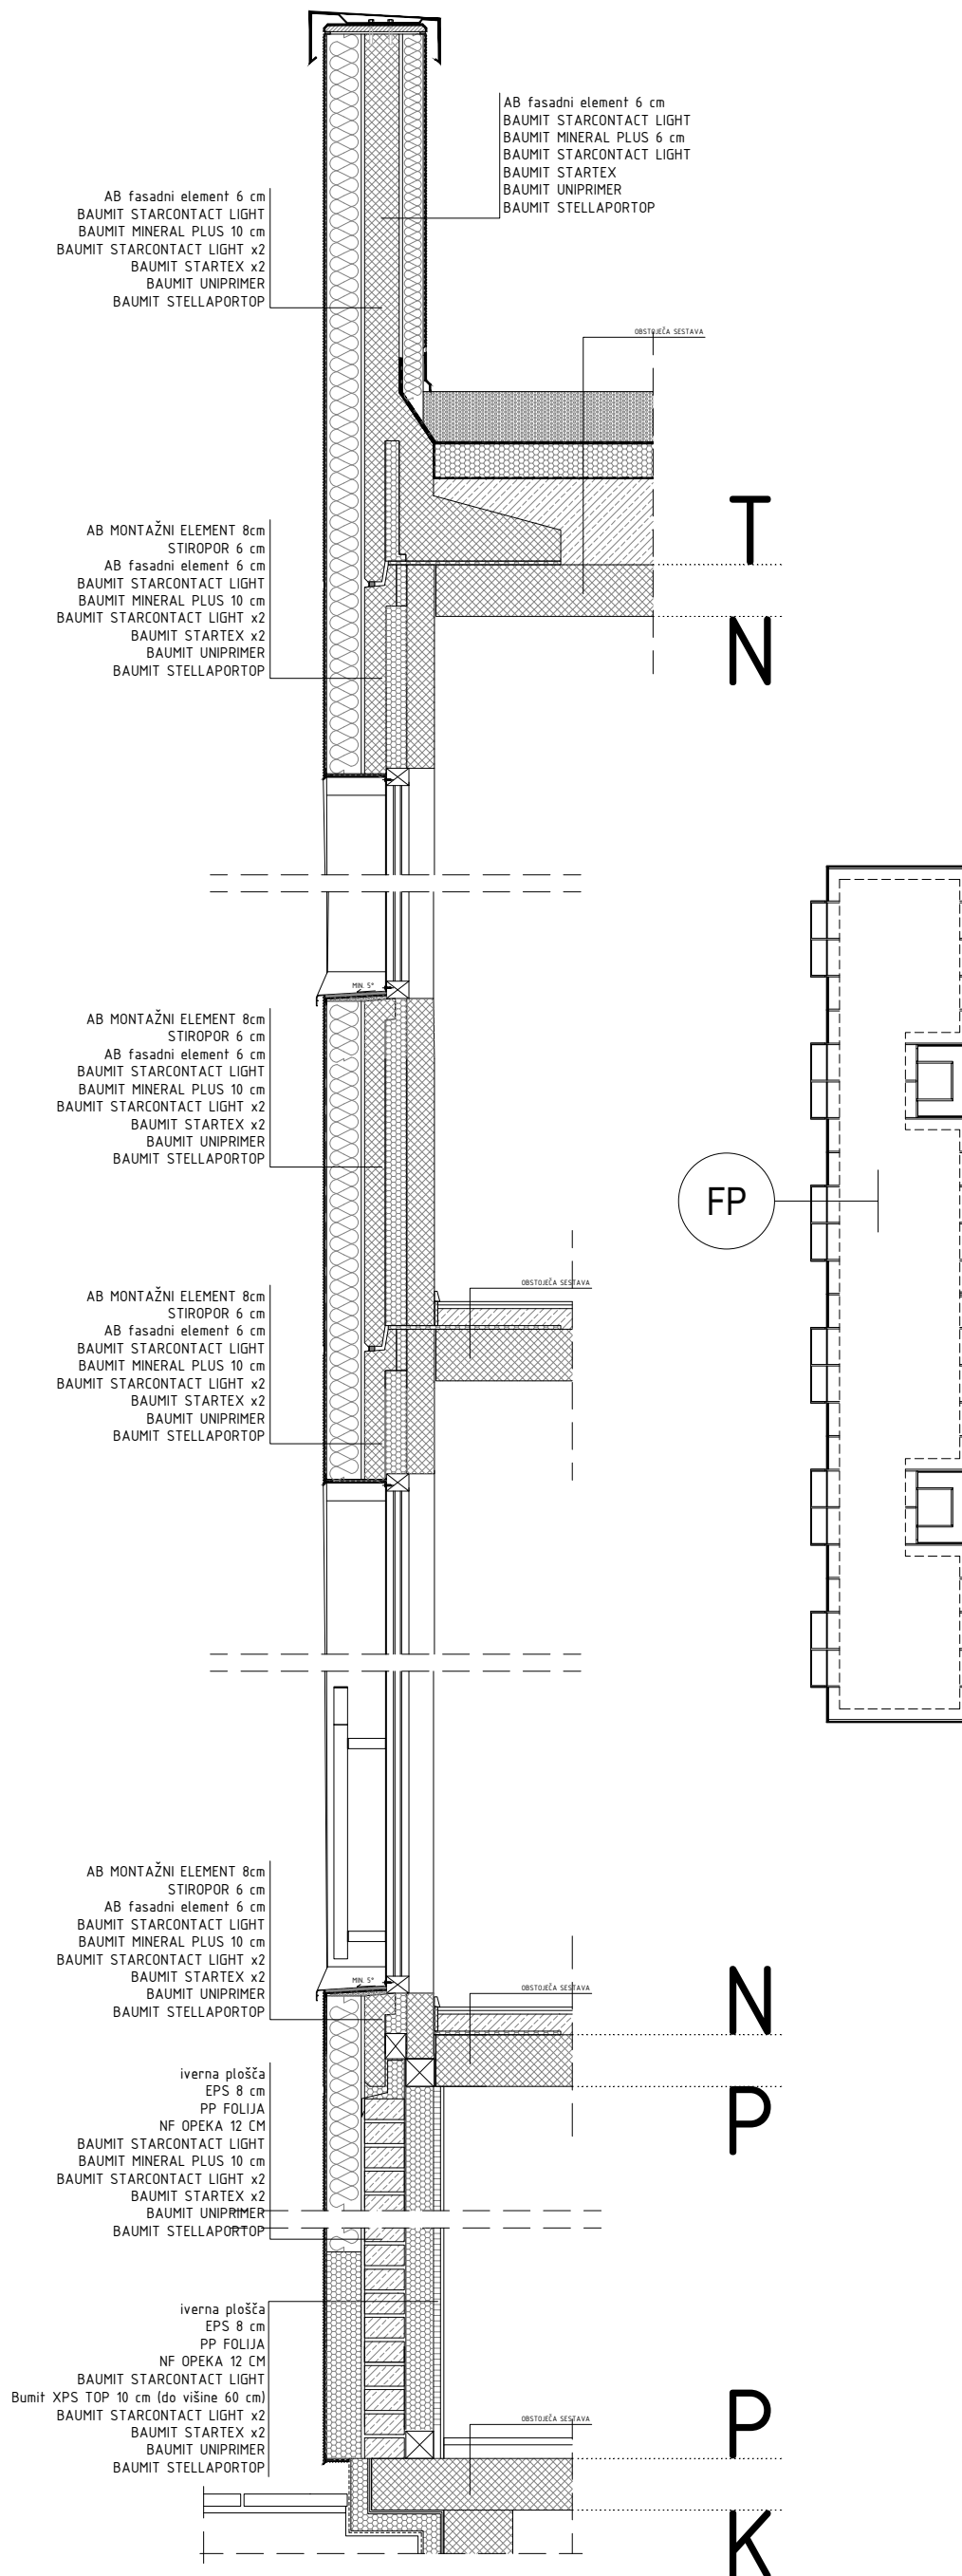 AB fasadni element 6 cm
BAUMIT STARCONTACT LIGHT
BAUMIT MINERAL PLUS 6 cm
BAUMIT STARCONTACT LIGHT
BAUMIT STARTEX
BAUMIT UNIPRIMER
BAUMIT STELLAPORTOP
AB fasadni element 6 cm
BAUMIT STARCONTACT LIGHT
BAUMIT MINERAL PLUS 10 cm
BAUMIT STARCONTACT LIGHT x2
BAUMIT STARTEX x2
BAUMIT UNIPRIMER
BAUMIT STELLAPORTOP
OBSTOJEČA SESTAVA
T
AB MONTAŽNI ELEMENT 8cm
STIROPOR 6 cm
AB fasadni element 6 cm
BAUMIT STARCONTACT LIGHT
BAUMIT MINERAL PLUS 10 cm
BAUMIT STARCONTACT LIGHT x2
BAUMIT STARTEX x2
BAUMIT UNIPRIMER
BAUMIT STELLAPORTOP
N
MIN. 5°
AB MONTAŽNI ELEMENT 8cm
STIROPOR 6 cm
AB fasadni element 6 cm
BAUMIT STARCONTACT LIGHT
BAUMIT MINERAL PLUS 10 cm
BAUMIT STARCONTACT LIGHT x2
BAUMIT STARTEX x2
BAUMIT UNIPRIMER
BAUMIT STELLAPORTOP
FP
OBSTOJEČA SESTAVA
AB MONTAŽNI ELEMENT 8cm
STIROPOR 6 cm
AB fasadni element 6 cm
BAUMIT STARCONTACT LIGHT
BAUMIT MINERAL PLUS 10 cm
BAUMIT STARCONTACT LIGHT x2
BAUMIT STARTEX x2
BAUMIT UNIPRIMER
BAUMIT STELLAPORTOP
AB MONTAŽNI ELEMENT 8cm
STIROPOR 6 cm
AB fasadni element 6 cm
BAUMIT STARCONTACT LIGHT
BAUMIT MINERAL PLUS 10 cm
BAUMIT STARCONTACT LIGHT x2
BAUMIT STARTEX x2
BAUMIT UNIPRIMER
BAUMIT STELLAPORTOP
MIN. 5°
OBSTOJEČA SESTAVA
N
P
iverna plošča
EPS 8 cm
PP FOLIJA
NF OPEKA 12 CM
BAUMIT STARCONTACT LIGHT
BAUMIT MINERAL PLUS 10 cm
BAUMIT STARCONTACT LIGHT x2
BAUMIT STARTEX x2
BAUMIT UNIPRIMER
BAUMIT STELLAPORTOP
iverna plošča
EPS 8 cm
PP FOLIJA
NF OPEKA 12 CM
BAUMIT STARCONTACT LIGHT
Bumit XPS TOP 10 cm (do višine 60 cm)
BAUMIT STARCONTACT LIGHT x2
BAUMIT STARTEX x2
BAUMIT UNIPRIMER
BAUMIT STELLAPORTOP
OBSTOJEČA SESTAVA
P
K